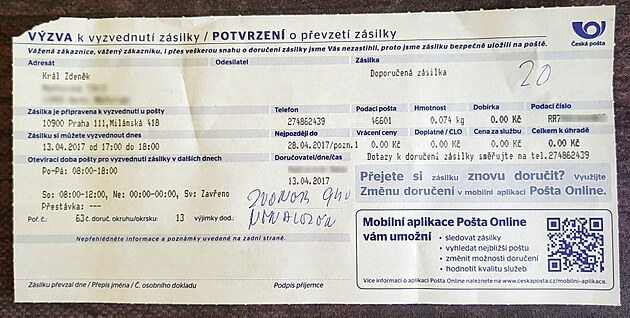 VÝZVA k vyzvednutí zásilky / POTVRZENÍ o převzetí zásilky
Vážená zákaznice, vážený zákazníku, i přes veškerou snahu o doručení zásilky jsme Vás nezastihli, proto jsme zásilku bezpečně uložili na poště.
Česká pošta
Adresát Odesílatel Zásilka
Král Zdeněk Doporučená zásilka 20
Zásilka je připravena k vyzvednutí u pošty Telefon Podací pošta Hmotnost Dobírka Podací číslo
10900 Praha 111,Milánská 418 274862439 46601 0.074 kg 0.00 Kč RR7
Zásilku si můžete vyzvednout dnes Nejpozději do Vrácení ceny Doplatné / CLO Cena za službu Celkem k úhradě
13.04.2017 od 17:00 do 18:00 28.04.2017/pozn.1 0.00 Kč 0.00 Kč 0.00 Kč 0.00 Kč
Otevírací doba pošty pro vyzvednutí zásilky v dalších dnech Doručovatel/dne/čas Dotazy k doručení zásilky směřujte na tel.274862439
Po-Pá: 08:00-18:00
13.04.2017
So: 08:00-12:00, Ne: 00:00-00:00, Sv: Zavřeno
Přestávka: ---
Poř. č. 63 č. doruč. okruhu/okrsku: 13 výjimky dod.:
ZVONEK
Nepřehlédněte informace a poznámky uvedené na zadní straně.
Přejete si zásilku znovu doručit? Využijte
Změnu doručení v mobilní aplikaci Pošta Online.
Mobilní aplikace Pošta Online
vám umožní
• sledovat zásilky
• vyhledat nejbližší poštu
• změnit možnosti doručení
• hodnotit kvalitu služeb
Více informací o aplikaci Pošta Online naleznete na www.ceskaposta.cz/mobilni-aplikace.
Zásilku převzal dne / Přepis jména / Č. osobního dokladu Podpis příjemce